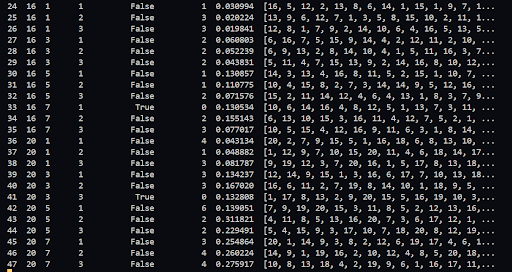 24 16 1 1 False 1 0.030994 [16, 5, 12, 2, 13, 8, 6, 14, 1, 15, 1, 9, 7, 1...
25 16 1 2 False 3 0.020224 [13, 9, 6, 12, 7, 1, 3, 5, 8, 15, 10, 2, 11, 1...
26 16 1 3 False 3 0.019841 [12, 8, 1, 7, 9, 2, 14, 10, 6, 4, 16, 5, 13, 5...
27 16 3 1 False 2 0.060803 [6, 16, 7, 5, 15, 9, 14, 4, 2, 12, 11, 2, 10, ...
28 16 3 2 False 2 0.052239 [6, 9, 13, 2, 8, 14, 10, 4, 1, 5, 11, 16, 3, 7...
29 16 3 3 False 3 0.043831 [5, 11, 4, 7, 15, 13, 9, 2, 14, 16, 8, 10, 12,...
30 16 5 1 False 1 0.130857 [14, 3, 13, 4, 16, 8, 11, 5, 2, 15, 1, 10, 7, ...
31 16 5 2 False 1 0.110775 [10, 4, 15, 8, 2, 7, 3, 14, 14, 9, 5, 12, 16, ...
32 16 5 3 False 2 0.071576 [15, 2, 11, 14, 12, 4, 6, 4, 13, 1, 8, 3, 7, 9...
33 16 7 1 True 0 0.130534 [10, 6, 14, 16, 4, 8, 12, 5, 1, 13, 7, 3, 11, ...
34 16 7 2 False 2 0.155143 [6, 13, 10, 15, 3, 16, 11, 4, 12, 7, 5, 2, 1, ...
35 16 7 3 False 3 0.077017 [10, 5, 15, 4, 12, 16, 9, 11, 6, 3, 1, 8, 14, ...
36 20 1 1 False 4 0.043134 [20, 2, 7, 9, 15, 5, 1, 16, 18, 6, 8, 13, 10, ...
37 20 1 2 False 1 0.048882 [1, 12, 9, 7, 10, 15, 20, 11, 4, 6, 18, 14, 17...
38 20 1 3 False 3 0.081787 [9, 19, 12, 3, 7, 20, 16, 1, 5, 17, 8, 13, 18,...
39 20 3 1 False 3 0.134237 [12, 14, 9, 15, 1, 3, 16, 6, 17, 7, 10, 13, 18...
40 20 3 2 False 3 0.167020 [16, 6, 11, 2, 7, 19, 8, 14, 10, 1, 18, 9, 5, ...
41 20 3 3 True 0 0.132808 [1, 17, 8, 13, 2, 9, 20, 15, 5, 16, 19, 10, 3,...
42 20 5 1 False 6 0.139051 [7, 9, 19, 20, 15, 3, 11, 8, 5, 2, 12, 13, 16,...
43 20 5 2 False 2 0.311821 [4, 11, 8, 5, 13, 16, 20, 7, 3, 6, 17, 12, 1, ...
44 20 5 3 False 2 0.229491 [5, 4, 15, 9, 3, 17, 10, 7, 18, 20, 8, 12, 19,...
45 20 7 1 False 3 0.254864 [20, 1, 14, 9, 3, 8, 2, 12, 6, 19, 17, 4, 6, 1...
46 20 7 2 False 4 0.260224 [14, 9, 1, 19, 16, 2, 10, 12, 4, 8, 5, 20, 18,...
47 20 7 3 False 4 0.275917 [10, 8, 13, 18, 4, 2, 19, 9, 6, 1, 16, 17, 11,...